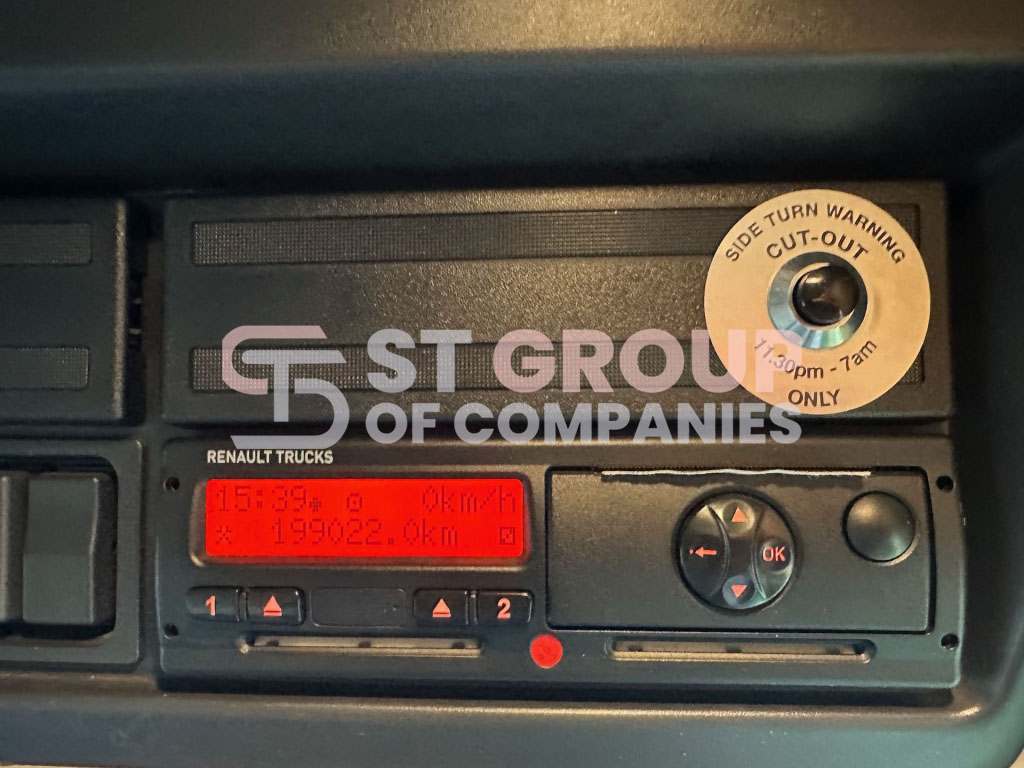 SIDE TURN WARNING
CUT-OUT
11.30pm - 7am
ONLY
ST GROUP
OF COMPANIES
RENAULT TRUCKS
15:39 0km/h
199022.0km
1
2
OK